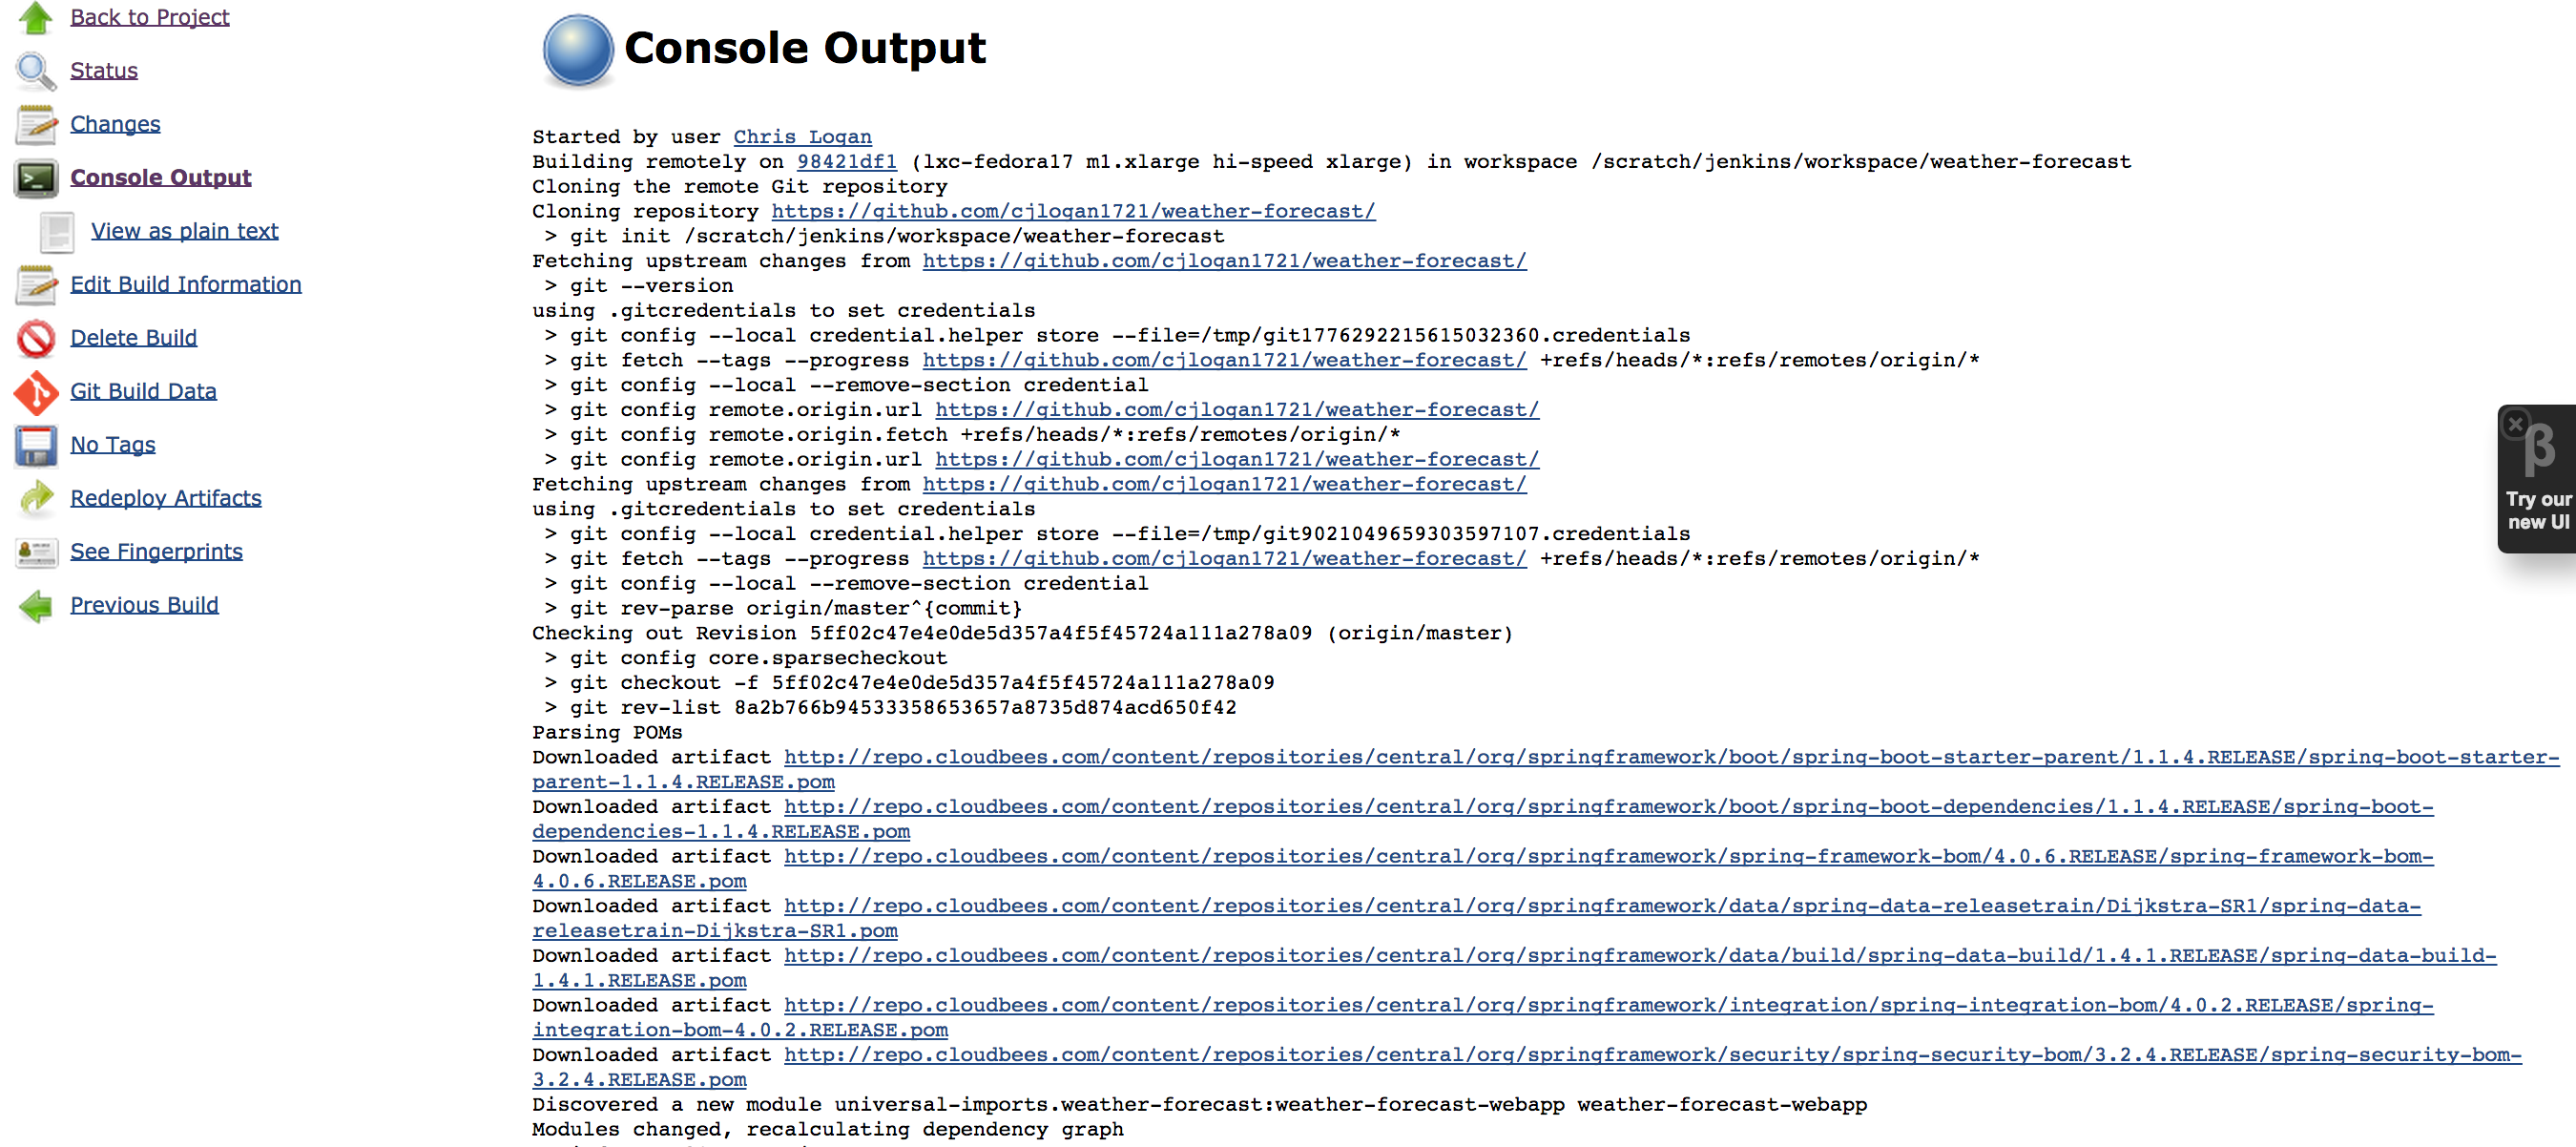 Back to Project
Status
Changes
Console Output
View as plain text
Edit Build Information
Delete Build
Git Build Data
No Tags
Redeploy Artifacts
See Fingerprints
Previous Build
Console Output
Started by user Chris Logan
Building remotely on 98421df1 (lxc-fedora17 m1.xlarge hi-speed xlarge) in workspace /scratch/jenkins/workspace/weather-forecast
Cloning the remote Git repository
Cloning repository https://github.com/cjlogan1721/weather-forecast/
> git init /scratch/jenkins/workspace/weather-forecast
Fetching upstream changes from https://github.com/cjlogan1721/weather-forecast/
> git --version
using .gitcredentials to set credentials
> git config --local credential.helper store --file=/tmp/git1776292215615032360.credentials
> git fetch --tags --progress https://github.com/cjlogan1721/weather-forecast/ +refs/heads/*:refs/remotes/origin/*
> git config --local --remove-section credential
> git config remote.origin.url https://github.com/cjlogan1721/weather-forecast/
> git config remote.origin.fetch +refs/heads/*:refs/remotes/origin/*
> git config remote.origin.url https://github.com/cjlogan1721/weather-forecast/
Fetching upstream changes from https://github.com/cjlogan1721/weather-forecast/
using .gitcredentials to set credentials
> git config --local credential.helper store --file=/tmp/git9021049659303597107.credentials
> git fetch --tags --progress https://github.com/cjlogan1721/weather-forecast/ +refs/heads/*:refs/remotes/origin/*
> git config --local --remove-section credential
> git rev-parse origin/master^{commit}
Checking out Revision 5ff02c47e4e0de5d357a4f5f45724a111a278a09 (origin/master)
> git config core.sparsecheckout
> git checkout -f 5ff02c47e4e0de5d357a4f5f45724a111a278a09
> git rev-list 8a2b766b94533358653657a8735d874acd650f42
Parsing POMs
Downloaded artifact http://repo.cloudbees.com/content/repositories/central/org/springframework/boot/spring-boot-starter-parent/1.1.4.RELEASE/spring-boot-starter-
parent-1.1.4.RELEASE.pom
Downloaded artifact http://repo.cloudbees.com/content/repositories/central/org/springframework/boot/spring-boot-dependencies/1.1.4.RELEASE/spring-boot-
dependencies-1.1.4.RELEASE.pom
Downloaded artifact http://repo.cloudbees.com/content/repositories/central/org/springframework/spring-framework-bom/4.0.6.RELEASE/spring-framework-bom-
4.0.6.RELEASE.pom
Downloaded artifact http://repo.cloudbees.com/content/repositories/central/org/springframework/data/spring-data-releasetrain/Dijkstra-SR1/spring-data-
releasetrain-Dijkstra-SR1.pom
Downloaded artifact http://repo.cloudbees.com/content/repositories/central/org/springframework/data/build/spring-data-build/1.4.1.RELEASE/spring-data-build-
1.4.1.RELEASE.pom
Downloaded artifact http://repo.cloudbees.com/content/repositories/central/org/springframework/integration/spring-integration-bom/4.0.2.RELEASE/spring-
integration-bom-4.0.2.RELEASE.pom
Downloaded artifact http://repo.cloudbees.com/content/repositories/central/org/springframework/security/spring-security-bom/3.2.4.RELEASE/spring-security-bom-
3.2.4.RELEASE.pom
Discovered a new module universal-imports.weather-forecast:weather-forecast-webapp weather-forecast-webapp
Modules changed, recalculating dependency graph
β
Try our
new UI